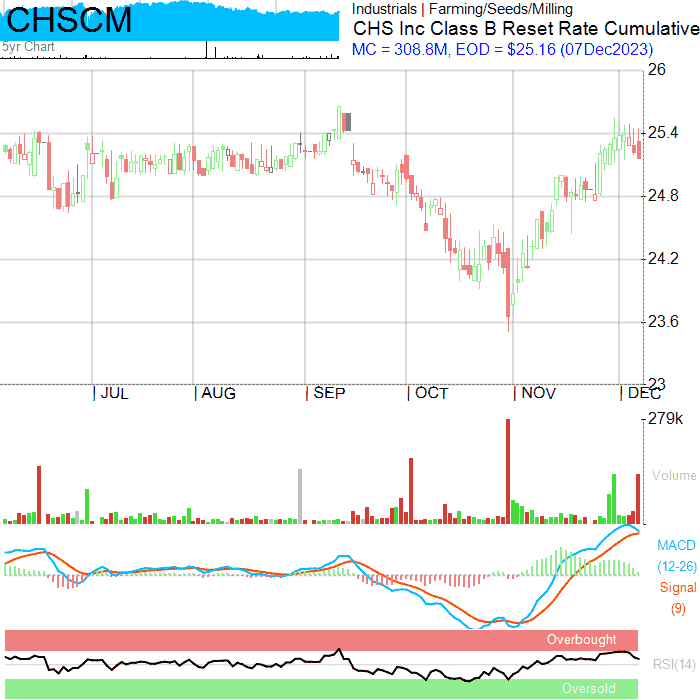 CHSCM
5yr Chart
Industrials | Farming/Seeds/Milling
CHS Inc Class B Reset Rate Cumulative
MC = 308.8M, EOD = $25.16 (07Dec2023)
26
25.4
24.8
24.2
23.6
23
| JUL | AUG | SEP | OCT | NOV | DEC
279k
Volume
MACD
(12-26)
Signal
(9)
Overbought
RSI(14)
Oversold